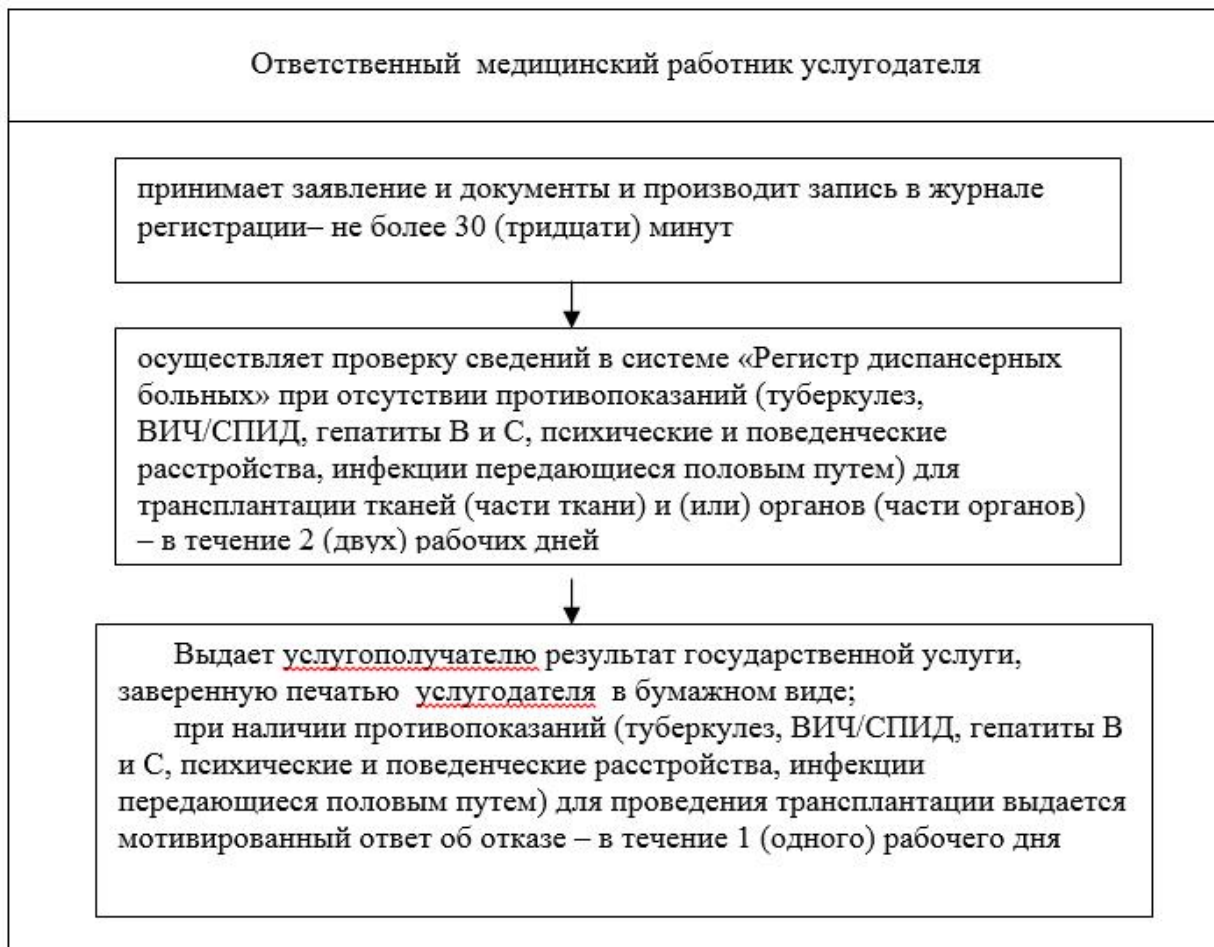 Ответственный  медицинский работник услугодателя
принимает заявление и документы и производит запись в журнале
регистрации– не более 30 (тридцати) минут
осуществляет проверку сведений в системе «Регистр диспансерных
больных» при отсутствии противопоказаний (туберкулез,
ВИЧ/СПИД, гепатиты В и С, психические и поведенческие
расстройства, инфекции передающиеся половым путем) для
трансплантации тканей (части ткани) и (или) органов (части органов)
– в течение 2 (двух) рабочих дней
Выдает услугополучателю результат государственной услуги,
заверенную печатью  услугодателя  в бумажном виде;
при наличии противопоказаний (туберкулез, ВИЧ/СПИД, гепатиты В
и С, психические и поведенческие расстройства, инфекции
передающиеся половым путем) для проведения трансплантации выдается
мотивированный ответ об отказе – в течение 1 (одного) рабочего дня